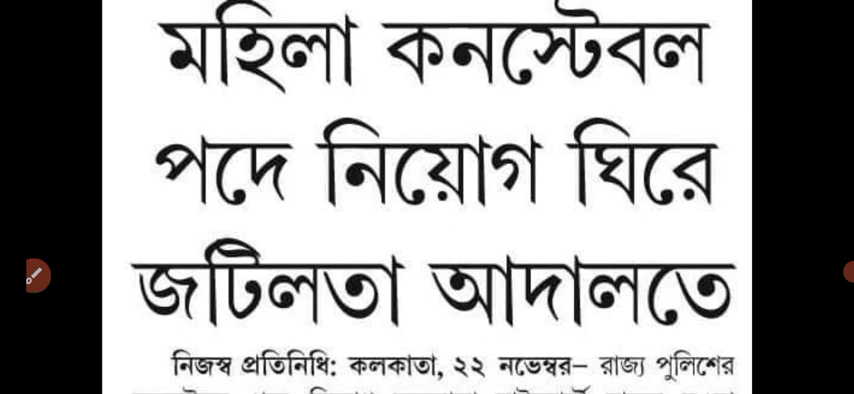 মহিলা কনস্টেবল
পদে নিয়োগ ঘিরে
জটিলতা আদালতে
নিজস্ব প্রতিনিধি: কলকাতা, ২২ নভেম্বর– রাজ্য পুলিশের